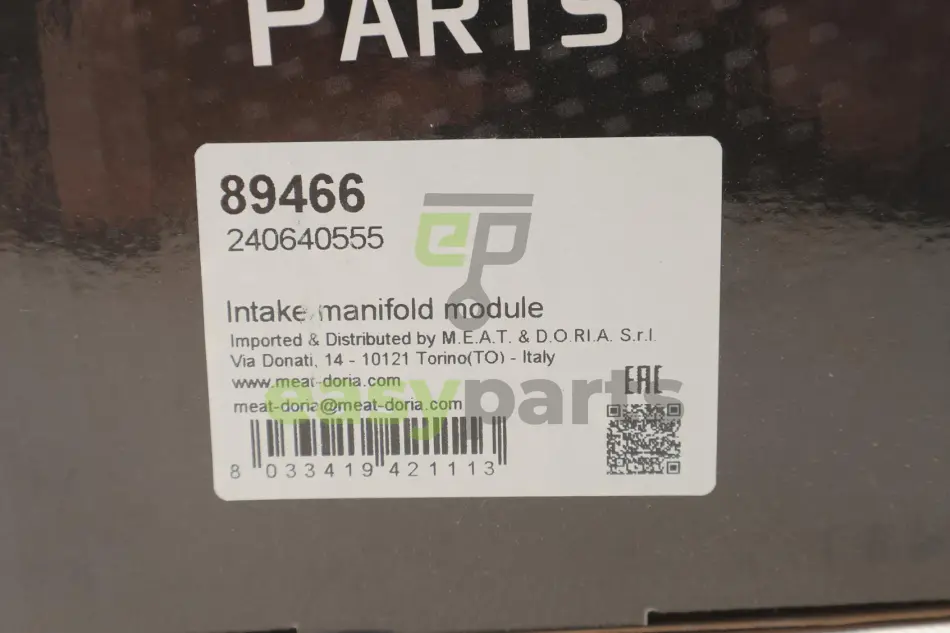 PARTS
89466
240640555
ep
Intake manifold module
Imported & Distributed by M.E.A.T. & D.O.R.I.A. S.r.l.
Via Donati, 14 - 10121 Torino(TO) - Italy
www.meat-doria.com
EAC
easyparts
meat-doria@meat-doria.com
8 033419 421113